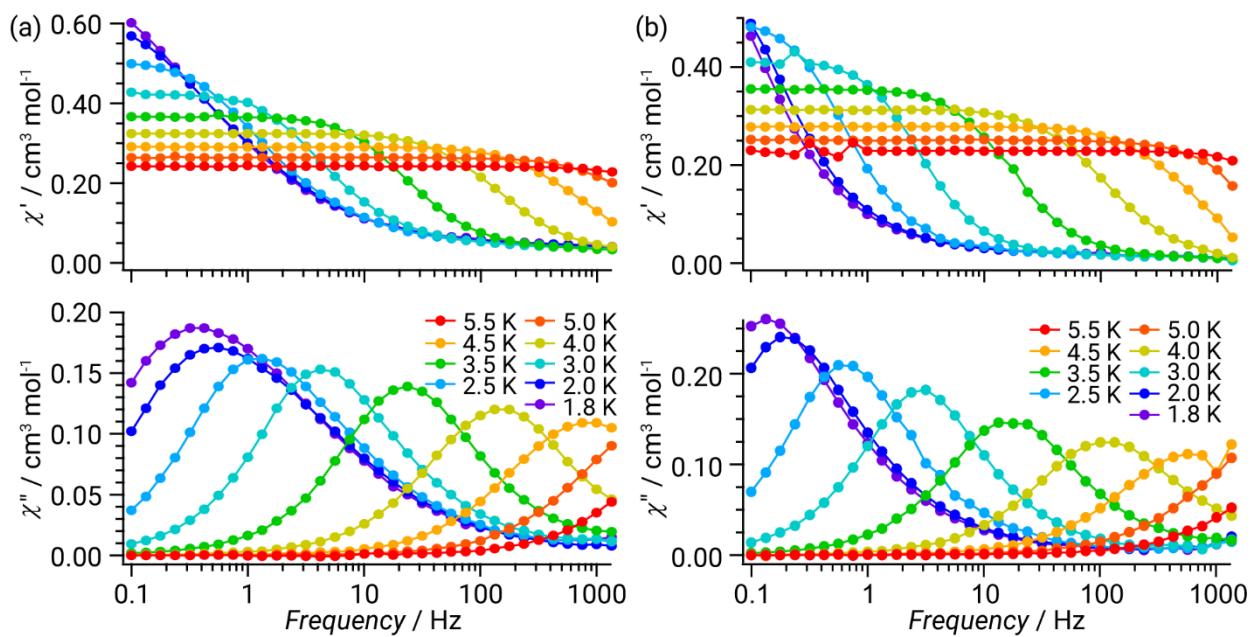 (a)
0.60
0.40
0.20
0.00
χ' / cm³ mol⁻¹
(b)
0.40
0.20
0.00
χ' / cm³ mol⁻¹
0.20
0.15
0.10
0.05
0.00
χ'' / cm³ mol⁻¹
5.5 K 5.0 K
4.5 K 4.0 K
3.5 K 3.0 K
2.5 K 2.0 K
1.8 K
0.1 1 10 100 1000
Frequency / Hz
0.20
0.10
0.00
χ'' / cm³ mol⁻¹
5.5 K 5.0 K
4.5 K 4.0 K
3.5 K 3.0 K
2.5 K 2.0 K
1.8 K
0.1 1 10 100 1000
Frequency / Hz